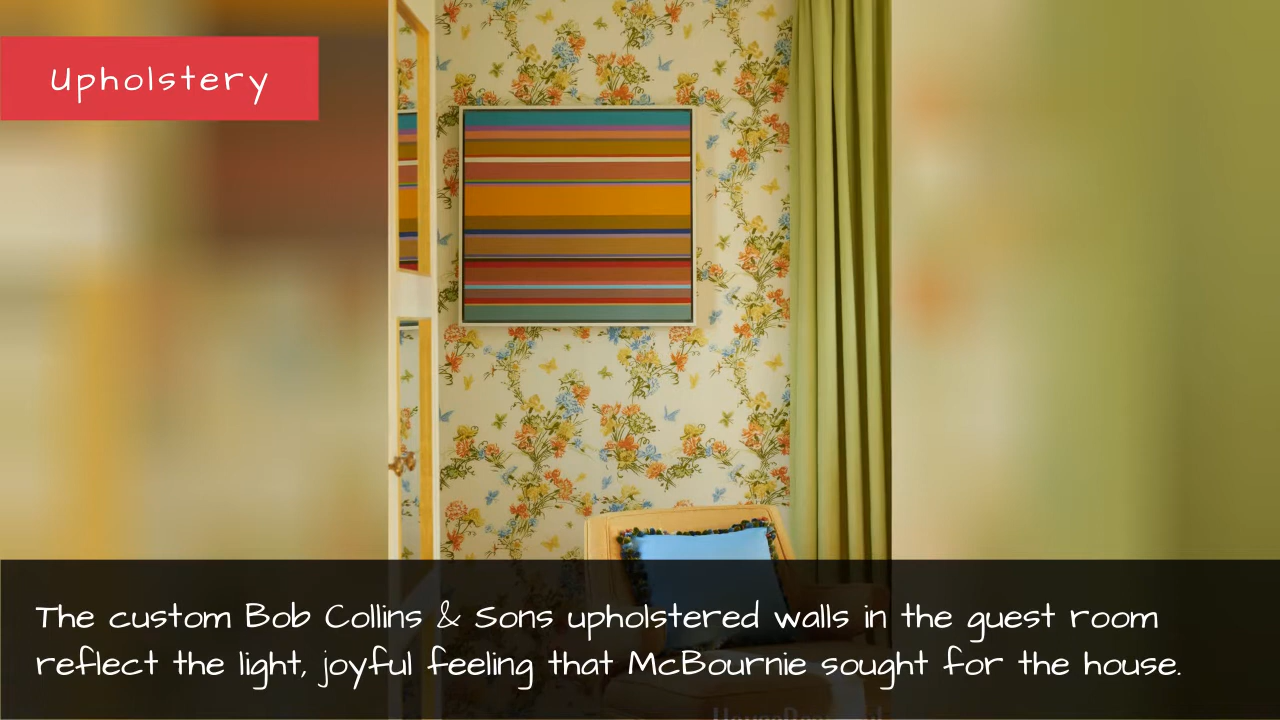 Upholstery
The custom Bob Collins & Sons upholstered walls in the guest room
reflect the light, joyful feeling that McBournie sought for the house.